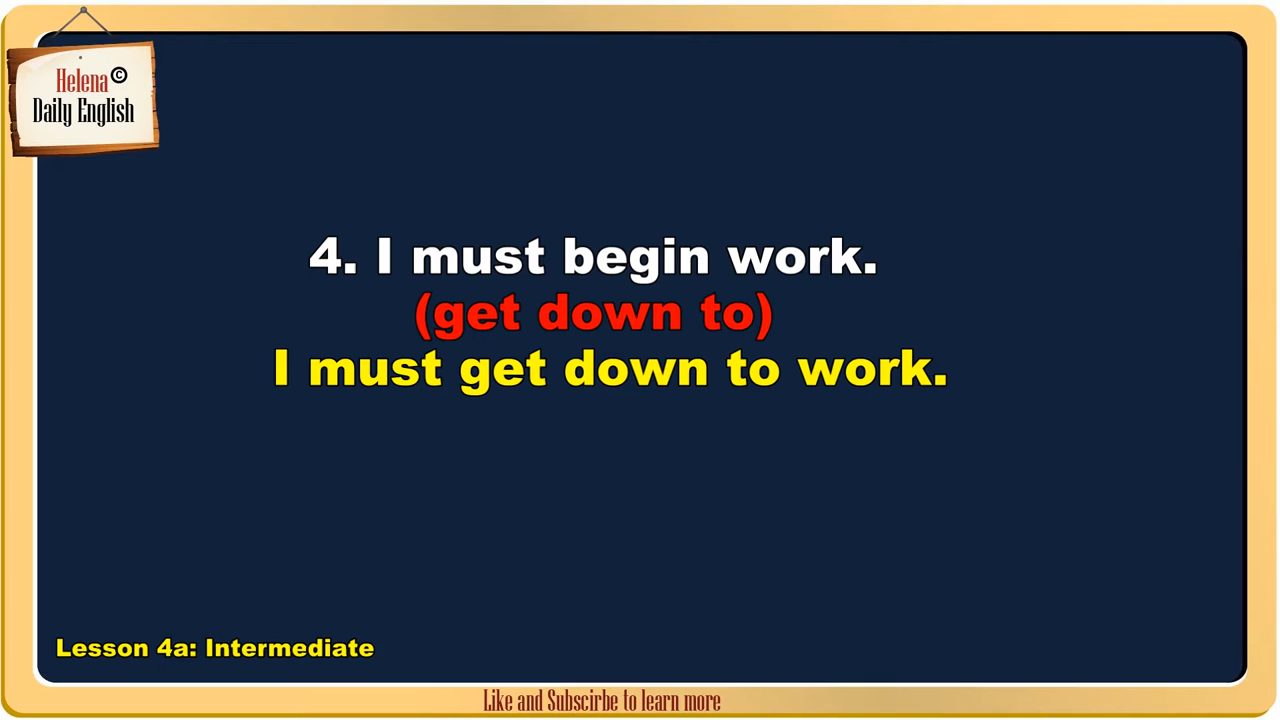 Helena ©
Daily English
4. I must begin work.
(get down to)
I must get down to work.
Lesson 4a: Intermediate
Like and Subscirbe to learn more